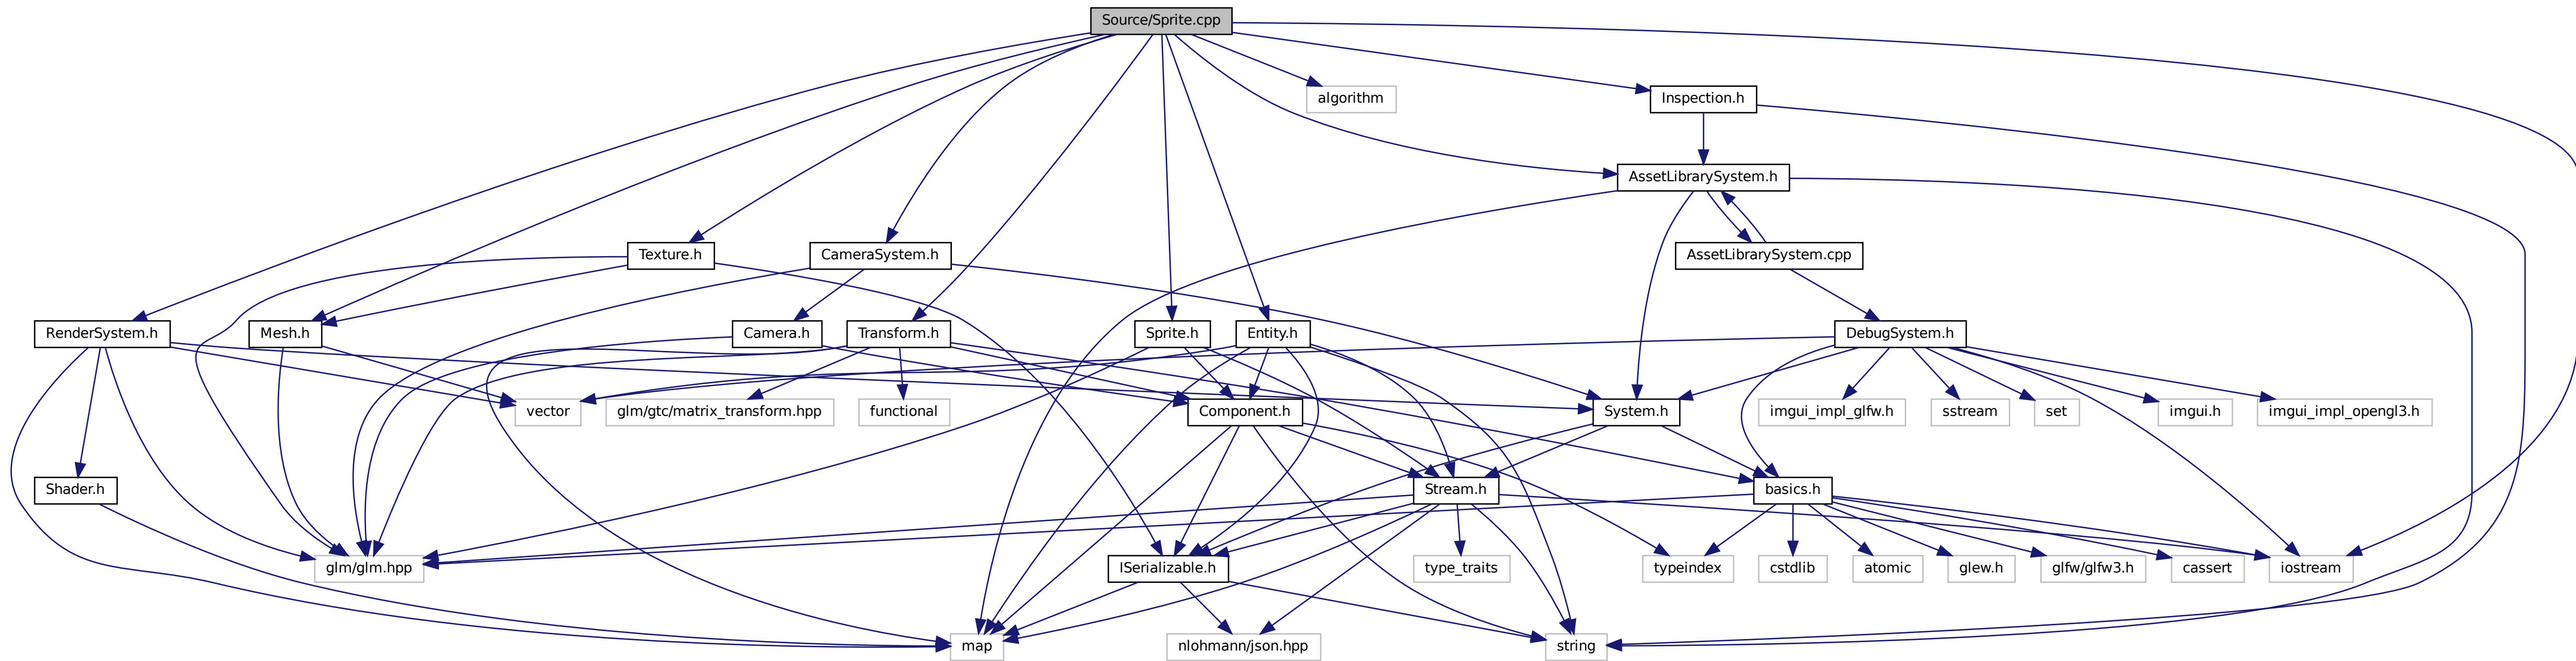 Source/Sprite.cpp
algorithm
Inspection.h
AssetLibrarySystem.h
Texture.h
CameraSystem.h
AssetLibrarySystem.cpp
RenderSystem.h
Mesh.h
Camera.h
Transform.h
Sprite.h
Entity.h
DebugSystem.h
vector
glm/gtc/matrix_transform.hpp
functional
Component.h
System.h
imgui_impl_glfw.h
sstream
set
imgui.h
imgui_impl_opengl3.h
Shader.h
Stream.h
basics.h
glm/glm.hpp
ISerializable.h
type_traits
typeindex
cstdlib
atomic
glew.h
glfw/glfw3.h
cassert
iostream
map
nlohmann/json.hpp
string